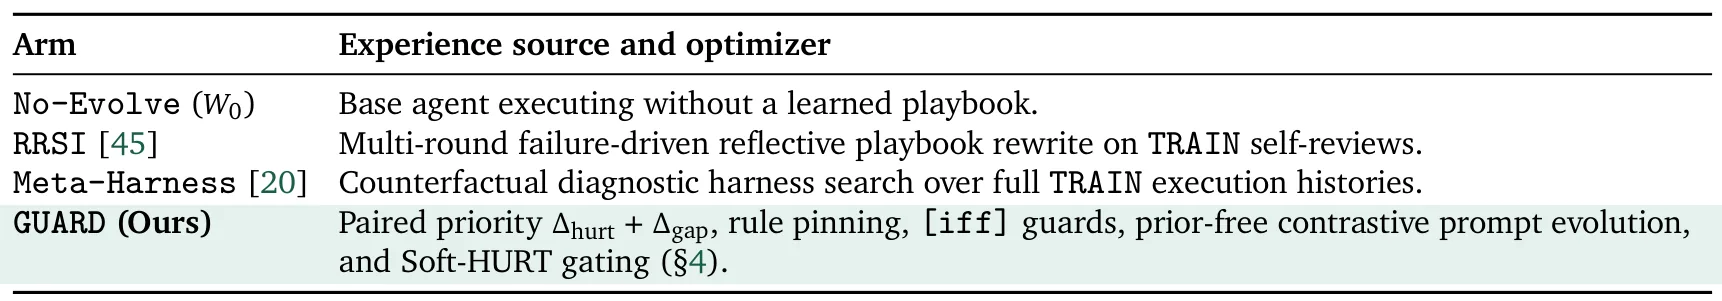 Arm Experience source and optimizer
No-Evolve (W₀) Base agent executing without a learned playbook.
RRSI [45] Multi-round failure-driven reflective playbook rewrite on TRAIN self-reviews.
Meta-Harness [20] Counterfactual diagnostic harness search over full TRAIN execution histories.
GUARD (Ours) Paired priority Δhurt + Δgap, rule pinning, [iff] guards, prior-free contrastive prompt evolution,
and Soft-HURT gating (§4).